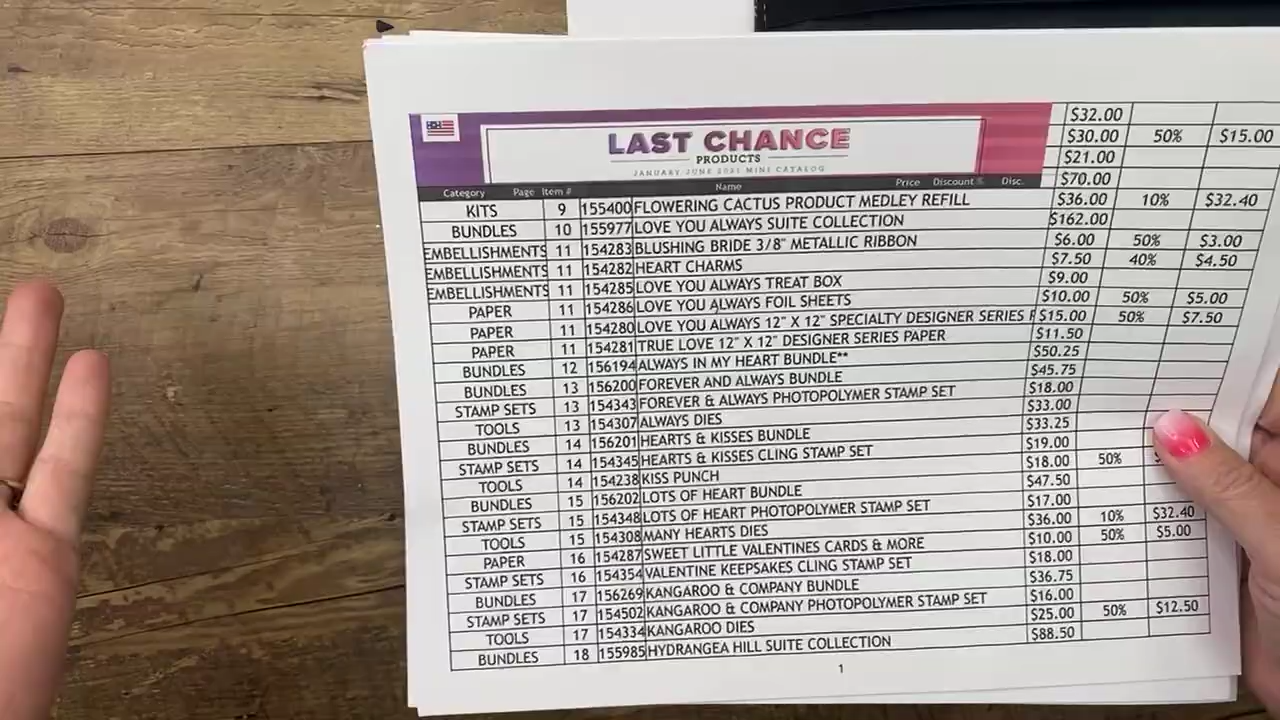 $32.00
$30.00 50% $15.00
$21.00
$70.00
LAST CHANCE
PRODUCTS
JANUARY-JUNE 2021 MINI CATALOG
Category Page Item # Name Price Discount % Disc.
KITS 9 155400 FLOWERING CACTUS PRODUCT MEDLEY REFILL $36.00 10% $32.40
BUNDLES 10 155977 LOVE YOU ALWAYS SUITE COLLECTION $162.00
EMBELLISHMENTS 11 154283 BLUSHING BRIDE 3/8" METALLIC RIBBON $6.00 50% $3.00
EMBELLISHMENTS 11 154282 HEART CHARMS $7.50 40% $4.50
EMBELLISHMENTS 11 154285 LOVE YOU ALWAYS TREAT BOX $9.00
PAPER 11 154286 LOVE YOU ALWAYS FOIL SHEETS $10.00 50% $5.00
PAPER 11 154280 LOVE YOU ALWAYS 12" X 12" SPECIALTY DESIGNER SERIES $15.00 50% $7.50
PAPER 11 154281 TRUE LOVE 12" X 12" DESIGNER SERIES PAPER $11.50
BUNDLES 12 156194 ALWAYS IN MY HEART BUNDLE** $50.25
BUNDLES 13 156200 FOREVER AND ALWAYS BUNDLE $45.75
STAMP SETS 13 154343 FOREVER & ALWAYS PHOTOPOLYMER STAMP SET $18.00
TOOLS 13 154307 ALWAYS DIES $33.00
BUNDLES 14 156201 HEARTS & KISSES BUNDLE $33.25
STAMP SETS 14 154345 HEARTS & KISSES CLING STAMP SET $19.00
TOOLS 14 154238 KISS PUNCH $18.00 50%
BUNDLES 15 156202 LOTS OF HEART BUNDLE $47.50
STAMP SETS 15 154348 LOTS OF HEART PHOTOPOLYMER STAMP SET $17.00
TOOLS 15 154308 MANY HEARTS DIES $36.00 10% $32.40
PAPER 16 154287 SWEET LITTLE VALENTINES CARDS & MORE $10.00 50% $5.00
STAMP SETS 16 154354 VALENTINE KEEPSAKES CLING STAMP SET $18.00
BUNDLES 17 156269 KANGAROO & COMPANY BUNDLE $36.75
STAMP SETS 17 154502 KANGAROO & COMPANY PHOTOPOLYMER STAMP SET $16.00
TOOLS 17 154334 KANGAROO DIES $25.00 50% $12.50
BUNDLES 18 155985 HYDRANGEA HILL SUITE COLLECTION $88.50
1